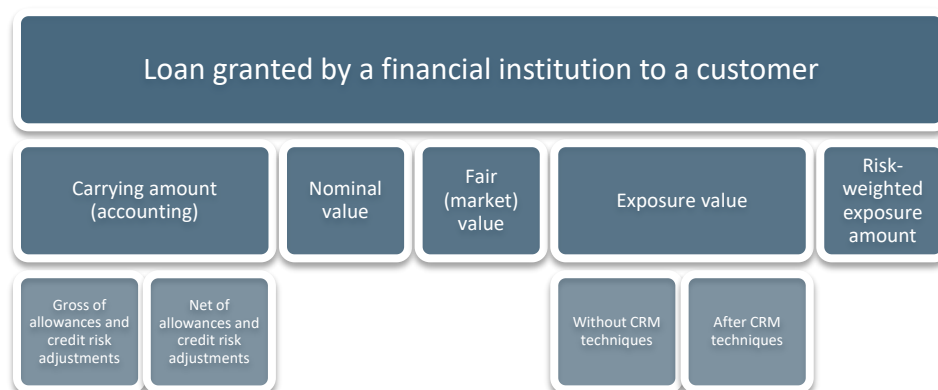 Loan granted by a financial institution to a customer
Carrying amount
(accounting)
Nominal
value
Fair
(market)
value
Exposure value
Risk-
weighted
exposure
amount
Gross of
allowances and
credit risk
adjustments
Net of
allowances and
credit risk
adjustments
Without CRM
techniques
After CRM
techniques